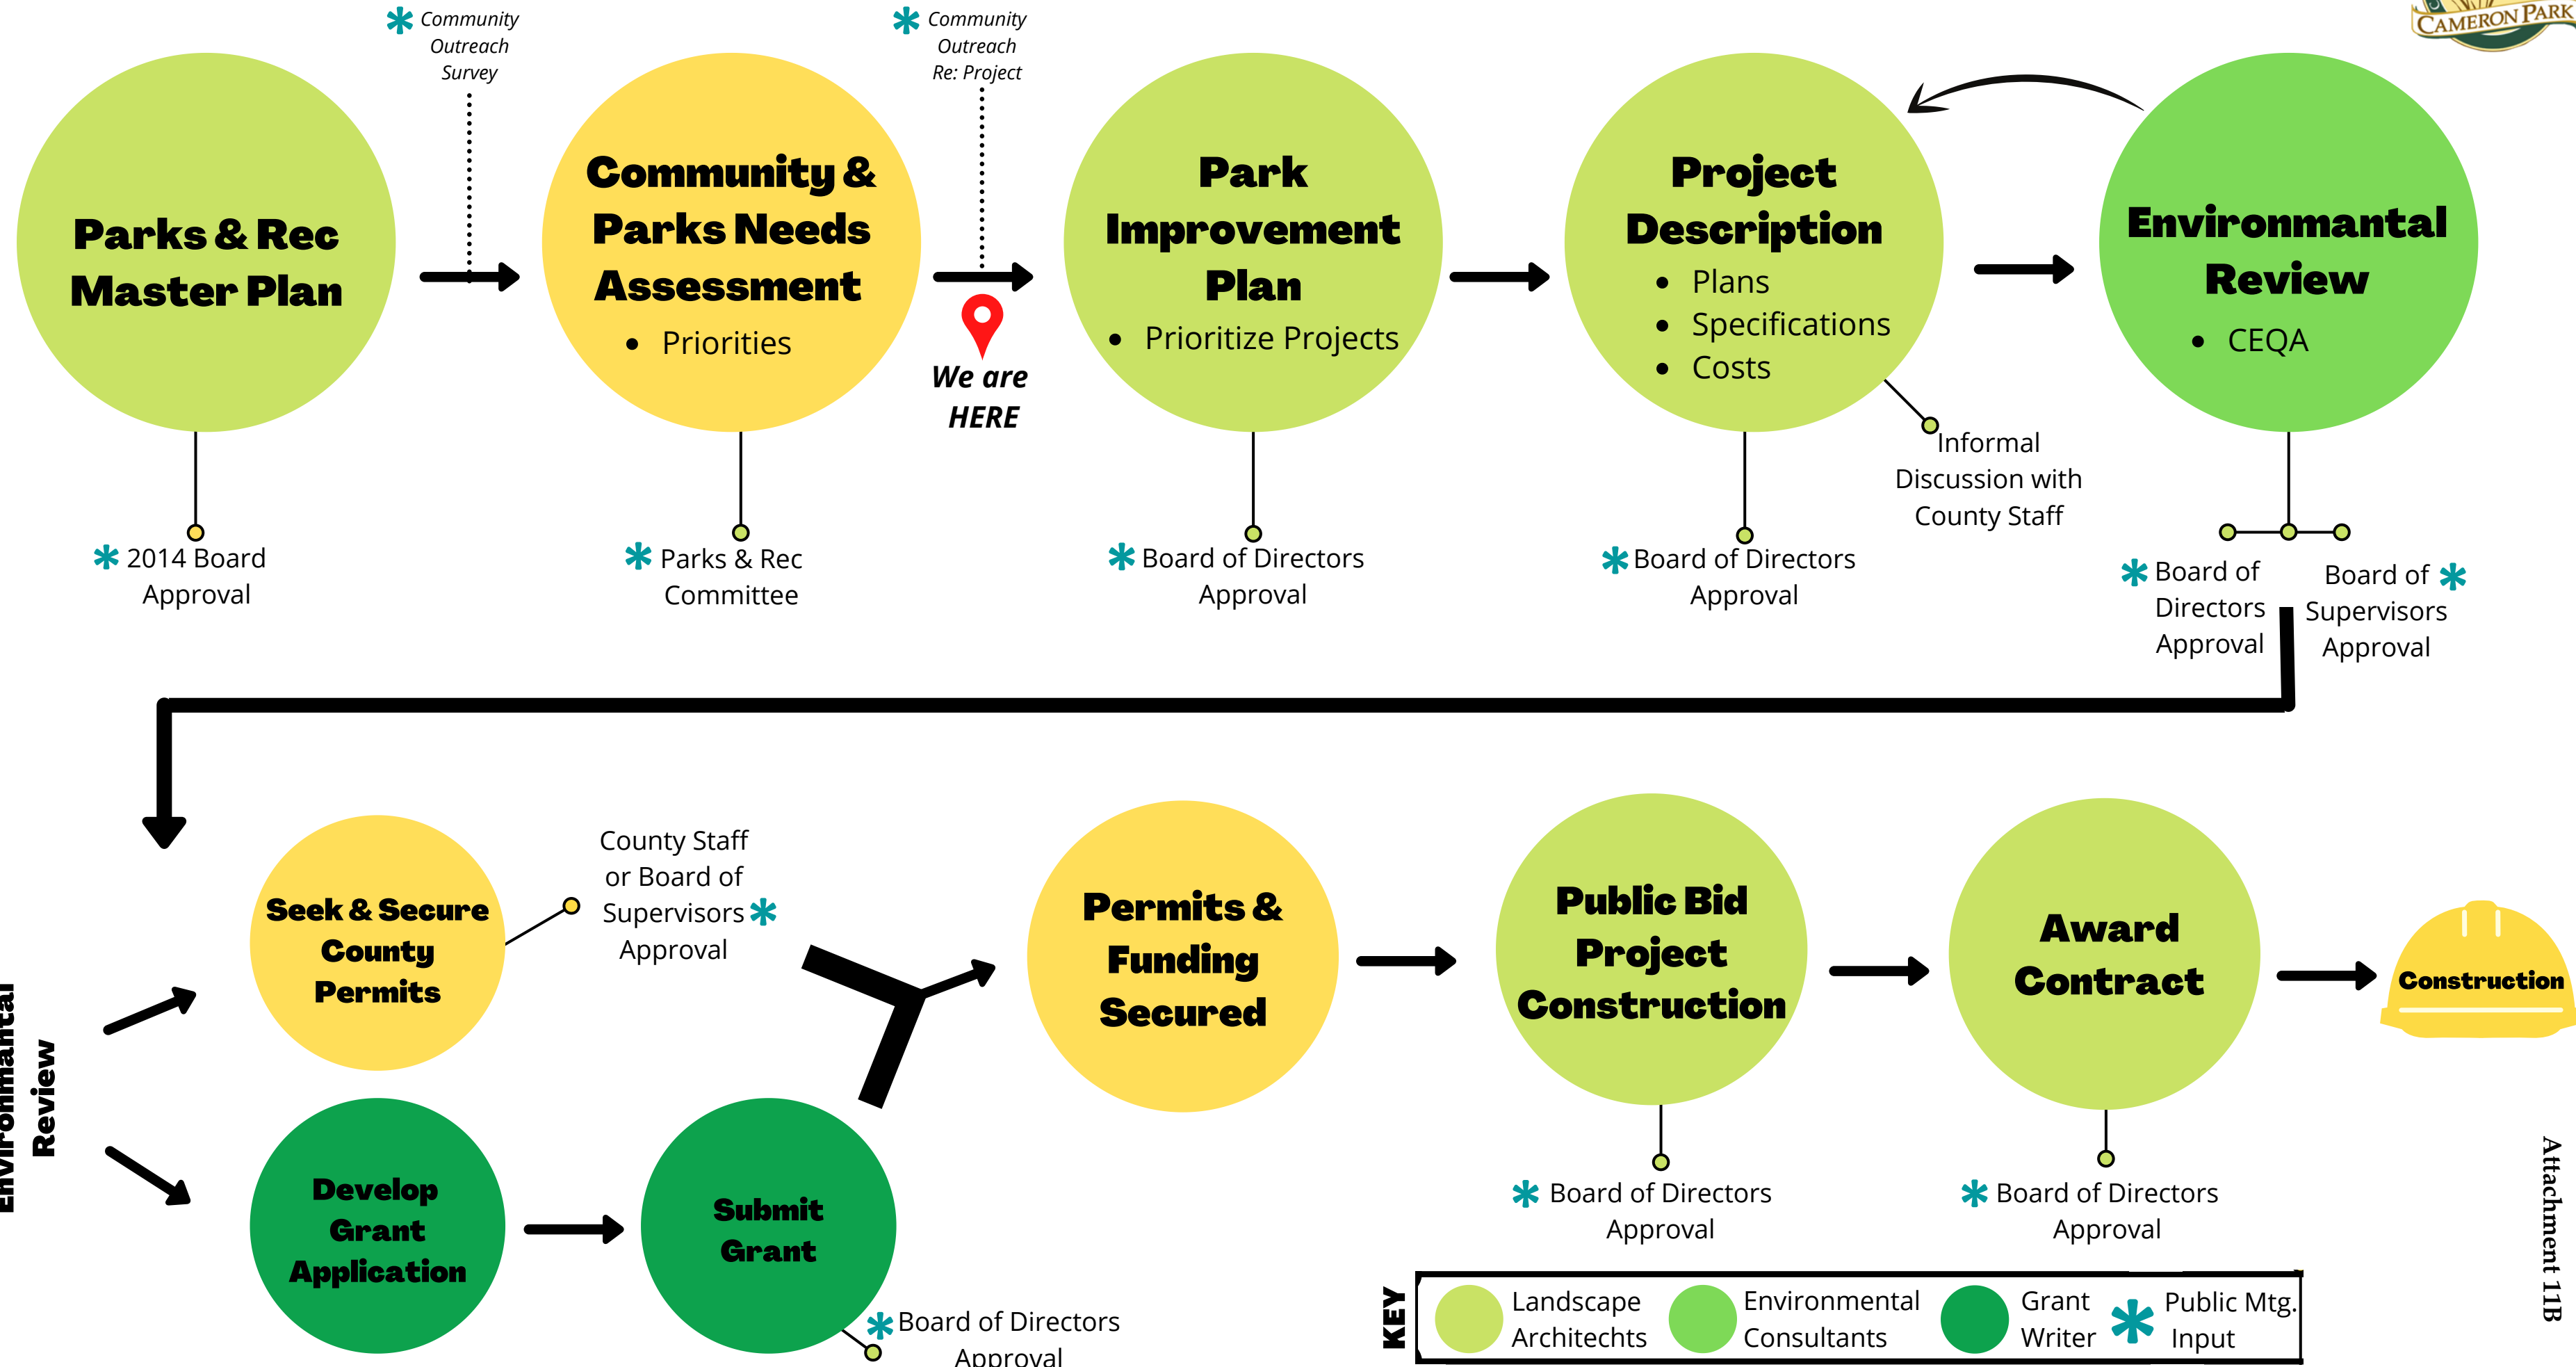 CAMERON PARK
* Community
Outreach
Survey
* Community
Outreach
Re: Project
Parks & Rec
Master Plan
Community &
Parks Needs
Assessment
• Priorities
We are
HERE
Park
Improvement
Plan
• Prioritize Projects
Project
Description
• Plans
• Specifications
• Costs
Environmantal
Review
• CEQA
* 2014 Board
Approval
* Parks & Rec
Committee
* Board of Directors
Approval
* Board of Directors
Approval
Informal
Discussion with
County Staff
* Board of
Directors
Approval
Board of *
Supervisors
Approval
Environmantal
Review
Seek & Secure
County
Permits
County Staff
or Board of
Supervisors *
Approval
Develop
Grant
Application
Submit
Grant
* Board of Directors
Approval
Permits &
Funding
Secured
Public Bid
Project
Construction
* Board of Directors
Approval
Award
Contract
* Board of Directors
Approval
Construction
KEY
Landscape
Architechts
Environmental
Consultants
Grant
Writer
* Public Mtg.
Input
Attachment 11B